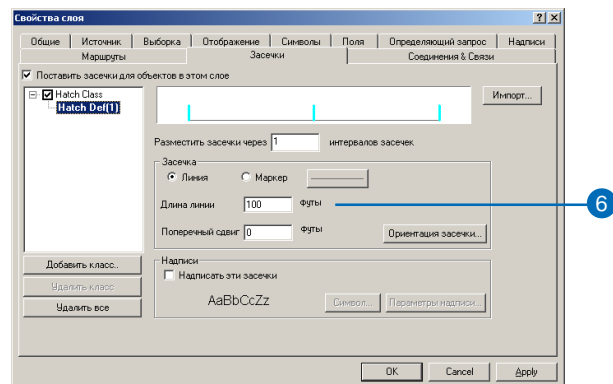 Свойства слоя
? ×
Общие Источник Выборка Отображение Символы Поля Определяющий запрос Надписи
Маршруты Засечки Соединения & Связи
Поставить засечки для объектов в этом слое
Hatch Class
Hatch Def(1)
Импорт...
Разместить засечки через 1 интервалов засечек
Засечка
Линия Маркер
Длина линии 100 футы
6
Поперечный сдвиг 0 футы
Ориентация засечки...
Добавить класс..
Удалить класс
Удалить все
Надписи
Надписать эти засечки
AaBbCcZz
Символ...
Параметры надписи...
OK Cancel Apply